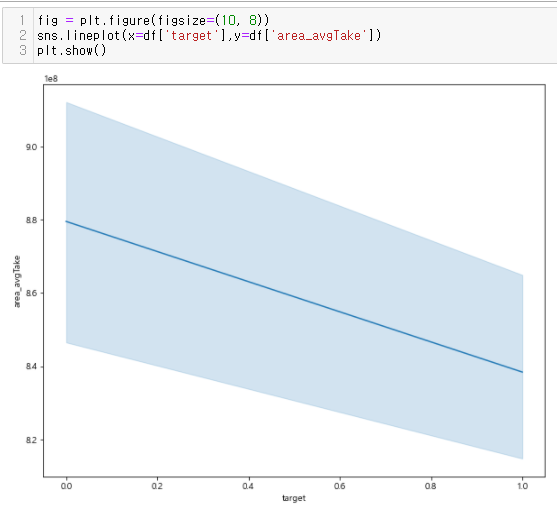 1 fig = plt.figure(figsize=(10, 8))
2 sns.lineplot(x=df['target'],y=df['area_avgTake'])
3 plt.show()
1e8
9.0
8.8
8.6
8.4
8.2
area_avgTake
0.0 0.2 0.4 0.6 0.8 1.0
target